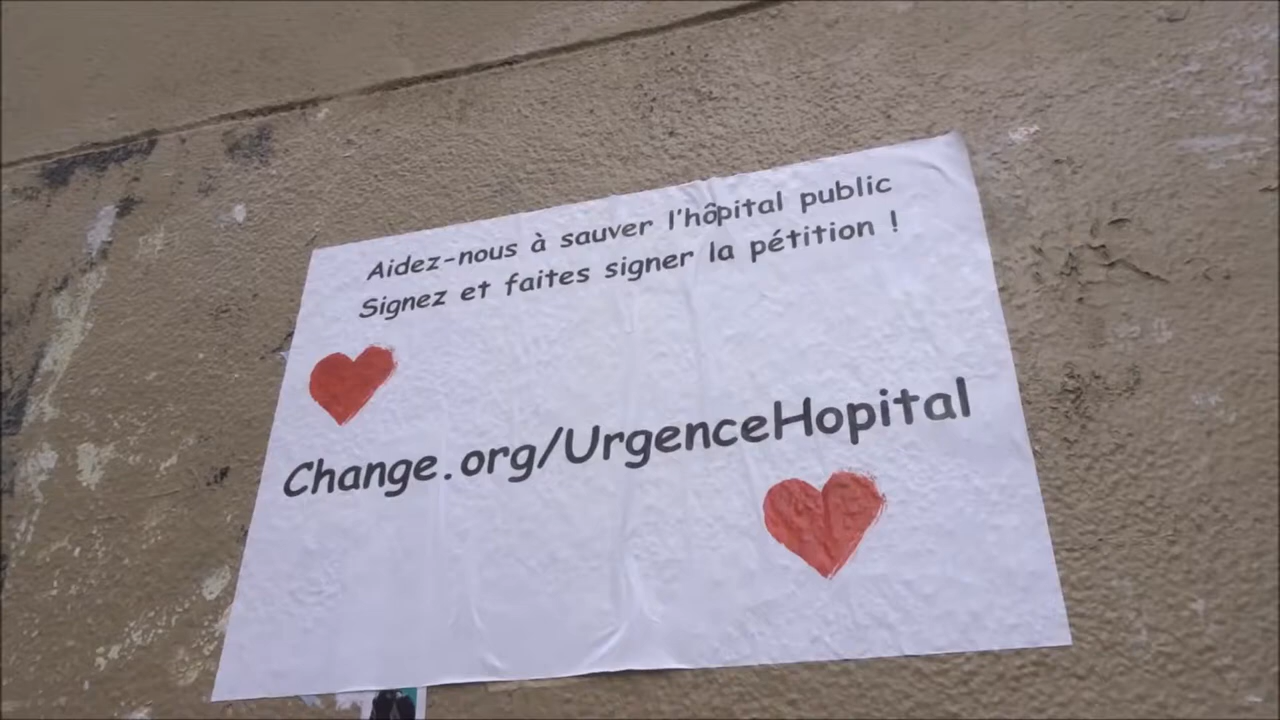 Aidez-nous à sauver l'hôpital public
Signez et faites signer la pétition !
Change.org/UrgenceHopital